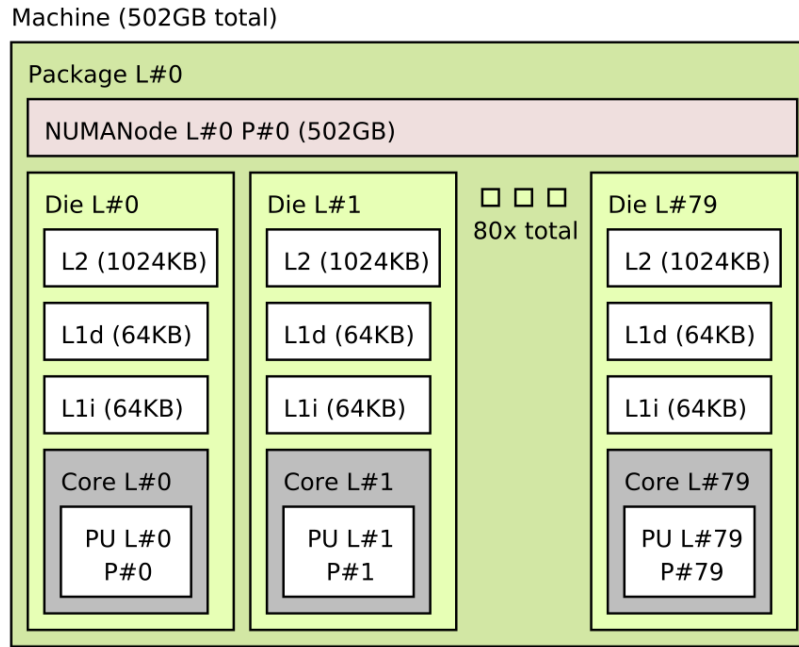 Machine (502GB total)
Package L#0
NUMANode L#0 P#0 (502GB)
Die L#0
L2 (1024KB)
L1d (64KB)
L1i (64KB)
Core L#0
PU L#0
P#0
Die L#1
L2 (1024KB)
L1d (64KB)
L1i (64KB)
Core L#1
PU L#1
P#1
80x total
Die L#79
L2 (1024KB)
L1d (64KB)
L1i (64KB)
Core L#79
PU L#79
P#79